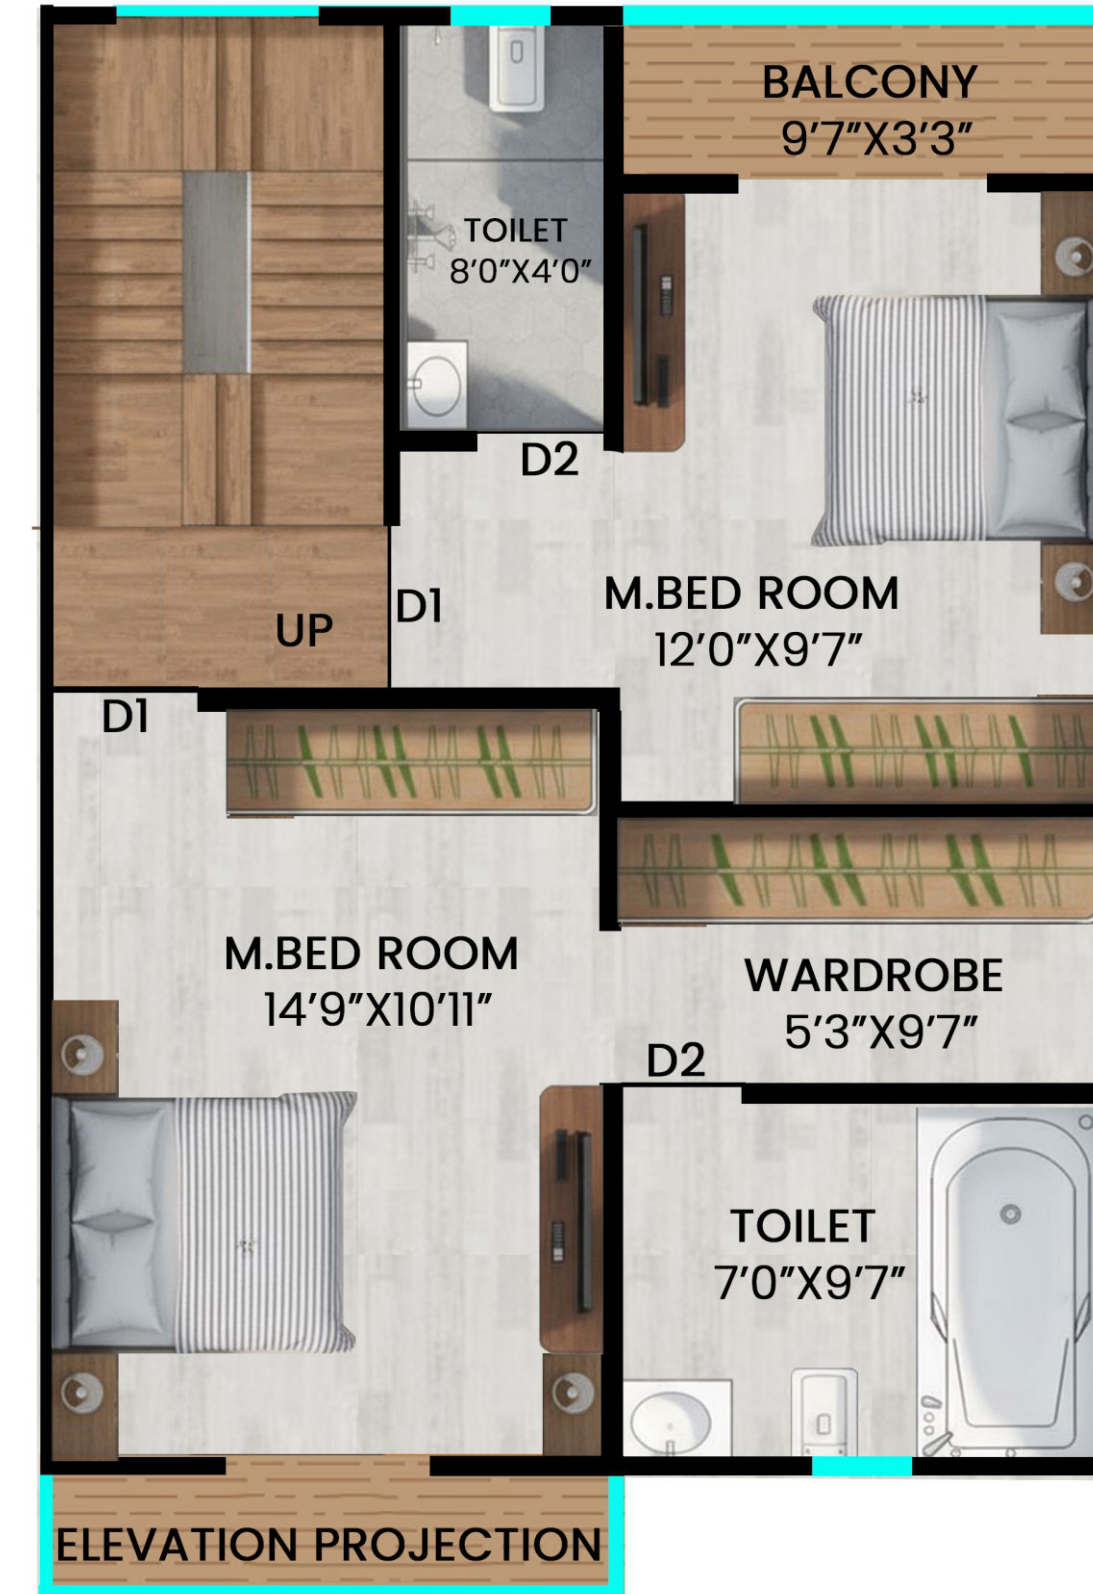 BALCONY
9'7"X3'3"
TOILET
8'0"X4'0"
D2
M.BED ROOM
12'0"X9'7"
D1
UP
D1
M.BED ROOM
14'9"X10'11"
WARDROBE
5'3"X9'7"
D2
TOILET
7'0"X9'7"
ELEVATION PROJECTION